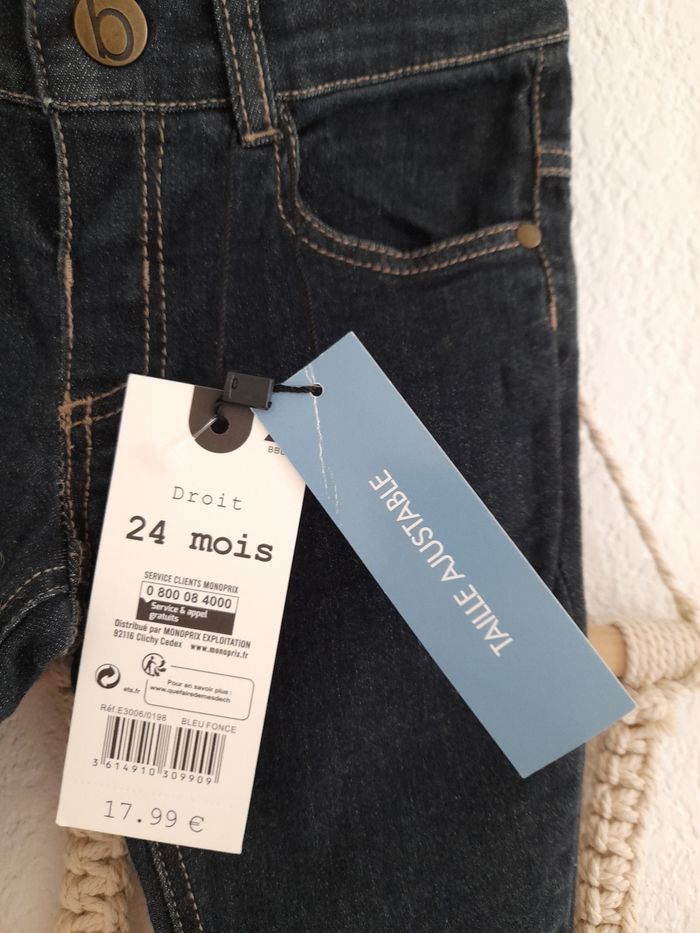 b
Droit
24 mois
SERVICE CLIENTS MONOPRIX
0 800 08 4000
Service & appel
gratuits
Distribué par MONOPRIX EXPLOITATION
92116 Clichy Cedex www.monoprix.fr
Pour en savoir plus :
www.quefairedemesdech
ets.fr
Réf.E3006/0198 BLEU FONCE
3 614910 309909
17.99 €
TAILLE AJUSTABLE